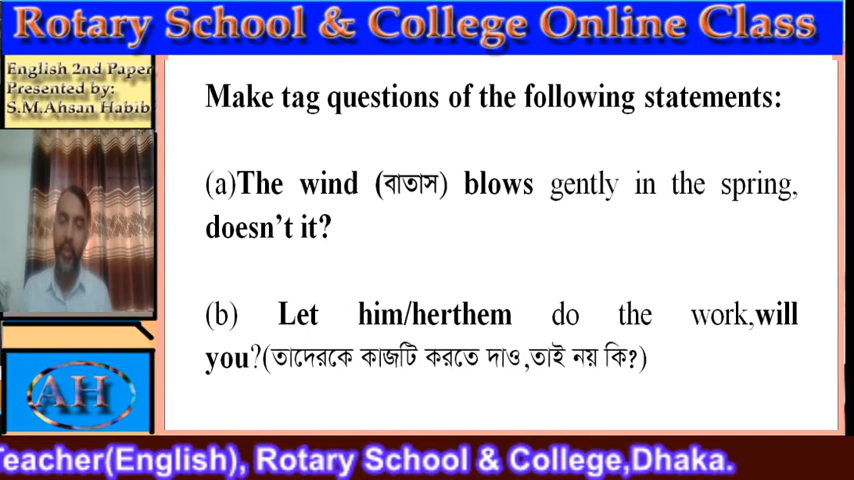 Rotary School & College Online Class
English 2nd Paper
Presented by:
S.M.Ahsan Habib
Make tag questions of the following statements:
(a)The wind (বাতাস) blows gently in the spring,
doesn't it?
(b) Let him/herthem do the work,will
you?(তাদেরকে কাজটি করতে দাও,তাই নয় কি?)
AH
Teacher(English), Rotary School & College,Dhaka.